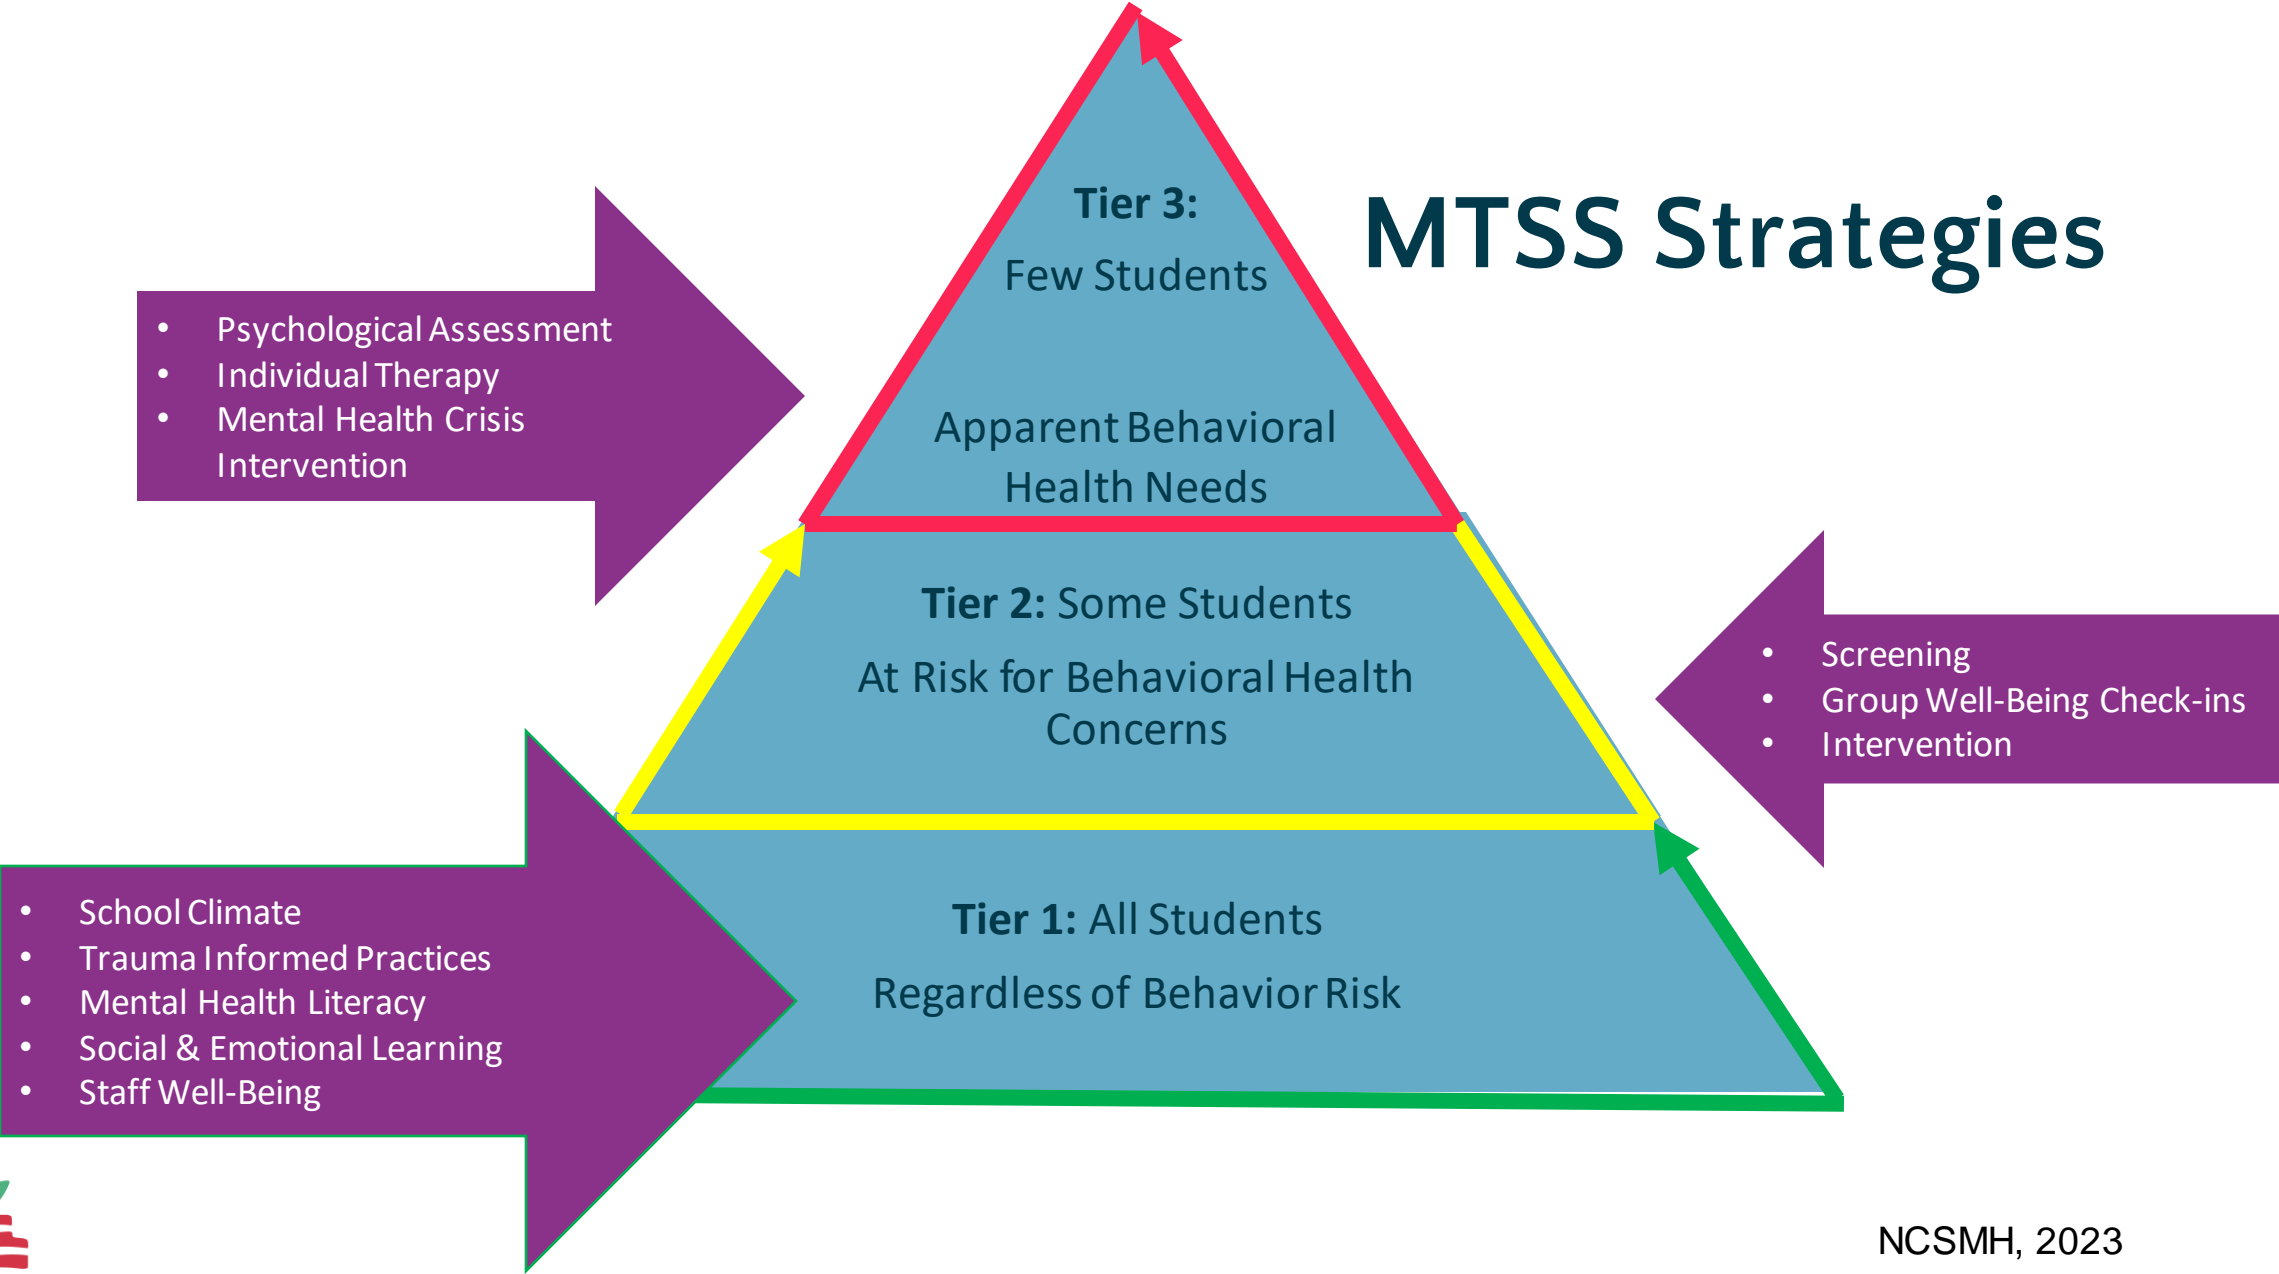 MTSS Strategies
Tier 3:
Few Students
Apparent Behavioral
Health Needs
• Psychological Assessment
• Individual Therapy
• Mental Health Crisis
Intervention
Tier 2: Some Students
At Risk for Behavioral Health
Concerns
• Screening
• Group Well-Being Check-ins
• Intervention
Tier 1: All Students
Regardless of Behavior Risk
• School Climate
• Trauma Informed Practices
• Mental Health Literacy
• Social & Emotional Learning
• Staff Well-Being
NCSMH, 2023